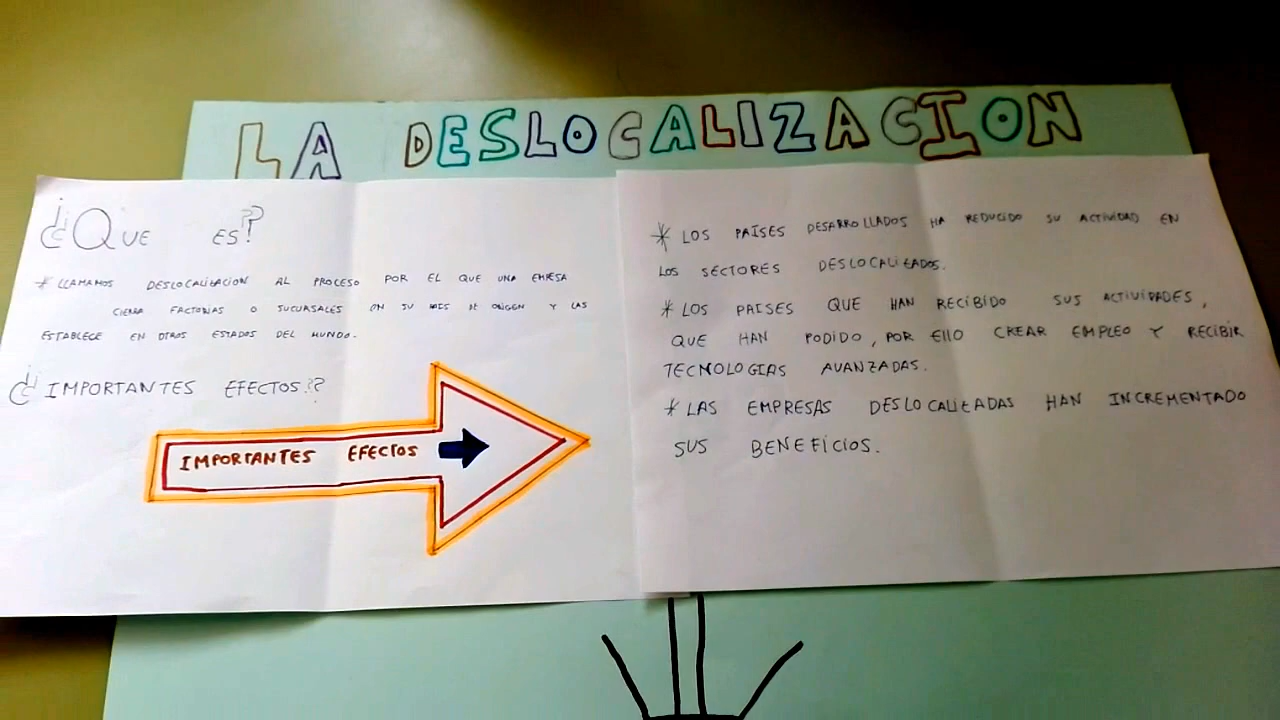 LA DESLOCALIZACION
¿¿QUE ES??
* LLAMAMOS DESLOCALIZACION AL PROCESO POR EL QUE UNA EMPRESA
CIERRA FACTORIAS O SUCURSALES EN SU PAIS DE ORIGEN Y LAS
ESTABLECE EN OTROS ESTADOS DEL MUNDO.
¿¿IMPORTANTES EFECTOS??
IMPORTANTES EFECTOS
* LOS PAÍSES DESARROLLADOS HA REDUCIDO SU ACTIVIDAD EN
LOS SECTORES DESLOCALIZADOS.
* LOS PAISES QUE HAN RECIBIDO SUS ACTIVIDADES,
QUE HAN PODIDO, POR ELLO CREAR EMPLEO Y RECIBIR
TECNOLOGIAS AVANZADAS.
* LAS EMPRESAS DESLOCALIZADAS HAN INCREMENTADO
SUS BENEFICIOS.